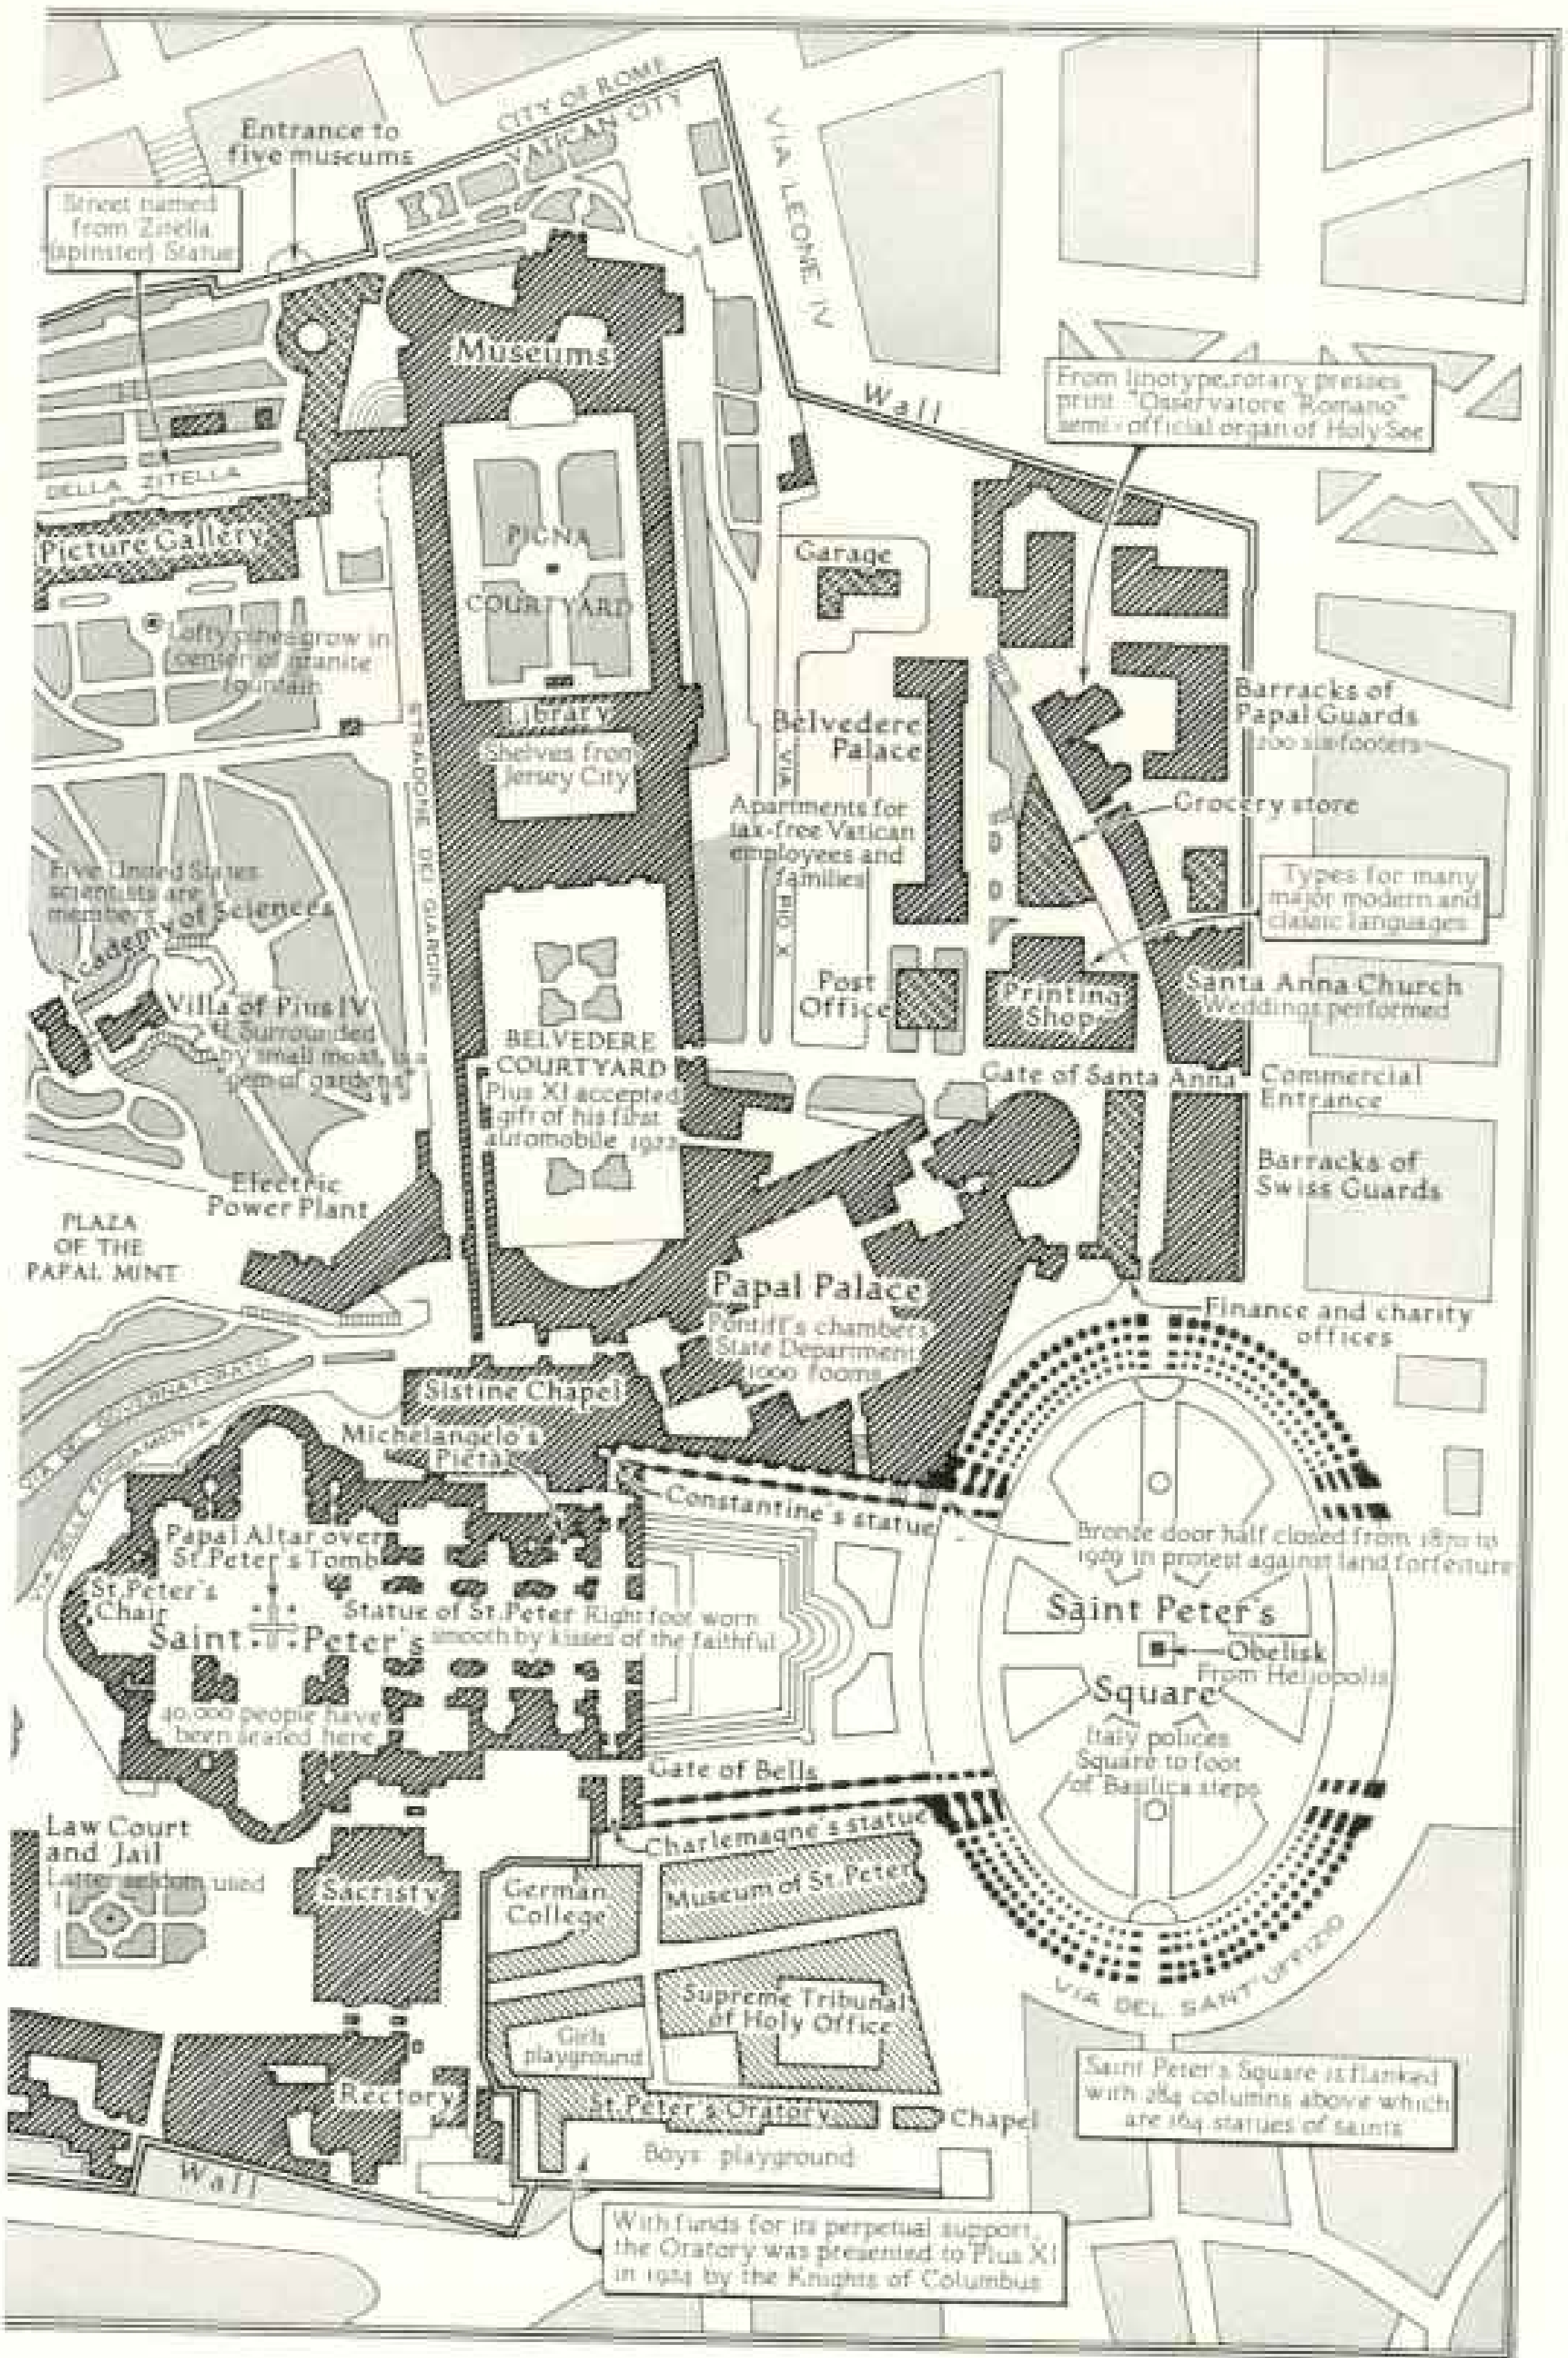 CITY OF ROME
VATICAN CITY
VIA LEONE IV
Entrance to
five museums
Street named
from Zitella
(spinster) Statue
Museums
Wall
From linotype, rotary presses
print "Osservatore Romano"
semi-official organ of Holy See
DELLA ZITELLA
Picture Gallery
PIGNA
COURTYARD
Garage
Lofty pines grow in
center of granite
fountain
STRADONE DEI GIARDINI
Library
Shelves from
Jersey City
Belvedere
Palace
VIA
PIO X
Barracks of
Papal Guards
200 six-footers
Apartments for
tax-free Vatican
employees and
families
Grocery store
Five United States
scientists are
members
Academy of Sciences
Types for many
major modern and
classic languages
Villa of Pius IV
Surrounded
by small moat, is a
"gem of gardens"
Post
Office
Printing
Shop
Santa Anna Church
Weddings performed
BELVEDERE
COURTYARD
Pius XI accepted
gift of his first
automobile 1922
Gate of Santa Anna
Commercial
Entrance
Electric
Power Plant
PLAZA
OF THE
PAPAL MINT
Barracks of
Swiss Guards
Papal Palace
Pontiff's chambers
State Department
1000 rooms
Finance and charity
offices
VIA DEL GOVERNATORATO
VIA DELLE FONDAMENTA
Sistine Chapel
Michelangelo's
Pietà
Constantine's statue
Bronze door half closed from 1870 to
1929 in protest against land forfeiture
Papal Altar over
St. Peter's Tomb
St. Peter's
Chair
Saint Peter's
Statue of St. Peter Right foot worn
smooth by kisses of the faithful
40,000 people have
been seated here
Saint Peter's
Square
Obelisk
From Heliopolis
Italy polices
Square to foot
of Basilica steps
Gate of Bells
Charlemagne's statue
Law Court
and Jail
Latter seldom used
Sacristy
German
College
Museum of St. Peter
VIA DEL SANT' UFFIZIO
Supreme Tribunal
of Holy Office
Girls
playground
Rectory
St. Peter's Oratory
Chapel
Boys playground
Saint Peter's Square is flanked
with 284 columns above which
are 164 statues of saints
Wall
With funds for its perpetual support,
the Oratory was presented to Pius XI
in 1924 by the Knights of Columbus